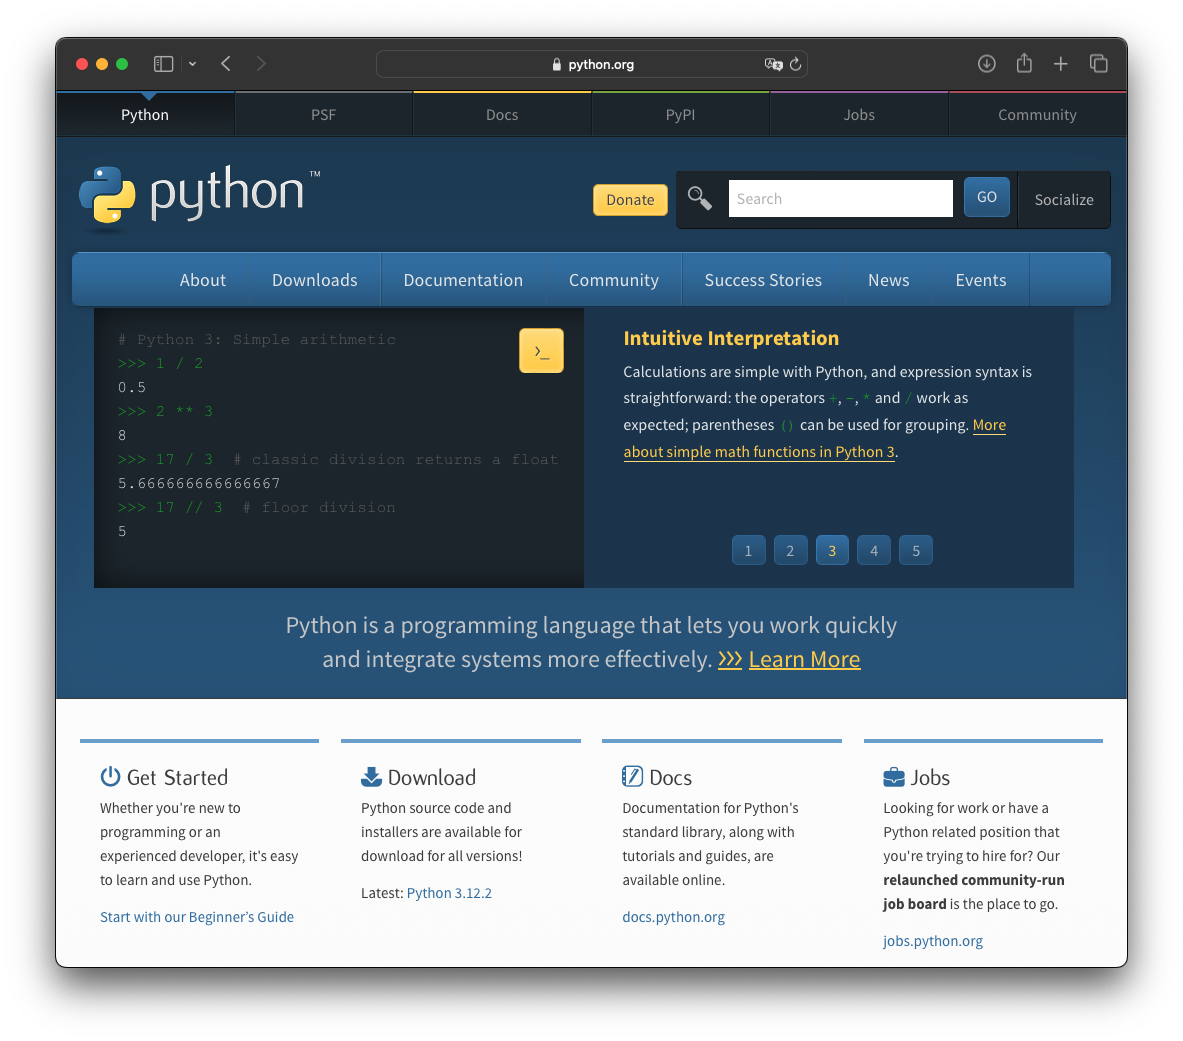 python.org
Python PSF Docs PyPI Jobs Community
python™
Donate Search GO Socialize
About Downloads Documentation Community Success Stories News Events
# Python 3: Simple arithmetic
>>> 1 / 2
0.5
>>> 2 ** 3
8
>>> 17 / 3  # classic division returns a float
5.666666666666667
>>> 17 // 3  # floor division
5
>_
Intuitive Interpretation
Calculations are simple with Python, and expression syntax is
straightforward: the operators +, -, * and / work as
expected; parentheses () can be used for grouping. More
about simple math functions in Python 3.
1 2 3 4 5
Python is a programming language that lets you work quickly
and integrate systems more effectively. >>> Learn More
Get Started
Whether you're new to
programming or an
experienced developer, it's easy
to learn and use Python.
Start with our Beginner’s Guide
Download
Python source code and
installers are available for
download for all versions!
Latest: Python 3.12.2
Docs
Documentation for Python's
standard library, along with
tutorials and guides, are
available online.
docs.python.org
Jobs
Looking for work or have a
Python related position that
you're trying to hire for? Our
relaunched community-run
job board is the place to go.
jobs.python.org